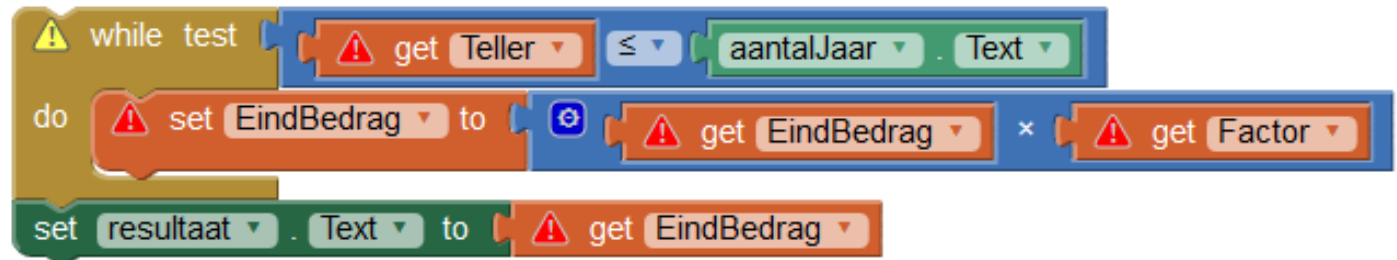 while test get Teller ≤ aantalJaar . Text
do set EindBedrag to get EindBedrag × get Factor
set resultaat . Text to get EindBedrag